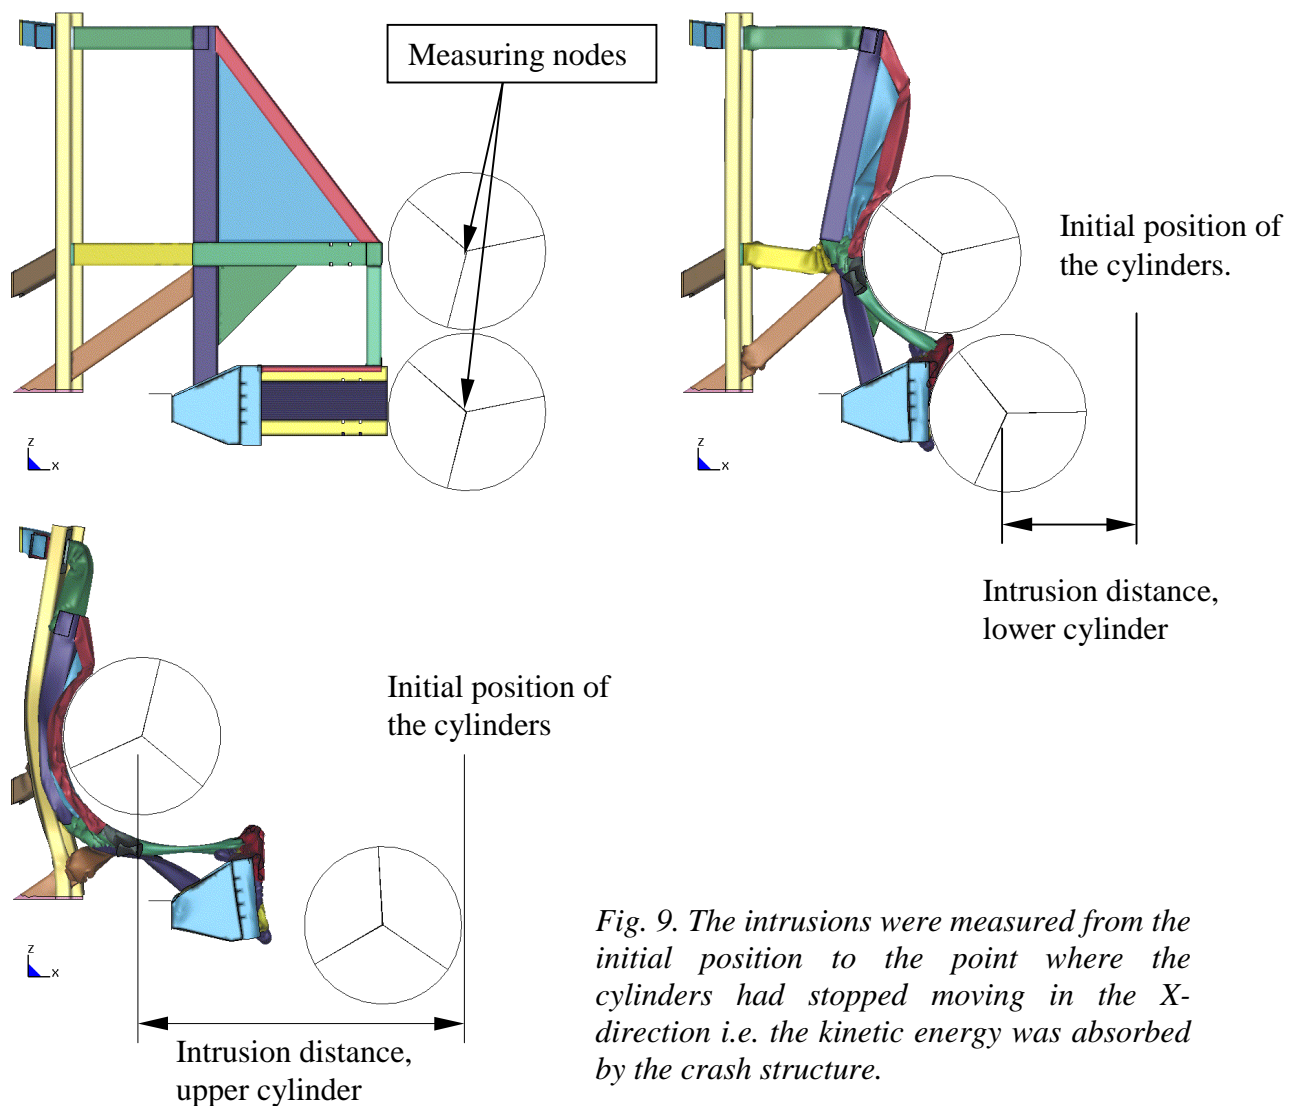 Measuring nodes
Initial position of
the cylinders.
z
x
z
x
Intrusion distance,
lower cylinder
Initial position of
the cylinders
z
x
Intrusion distance,
upper cylinder
Fig. 9. The intrusions were measured from the
initial position to the point where the
cylinders had stopped moving in the X-
direction i.e. the kinetic energy was absorbed
by the crash structure.